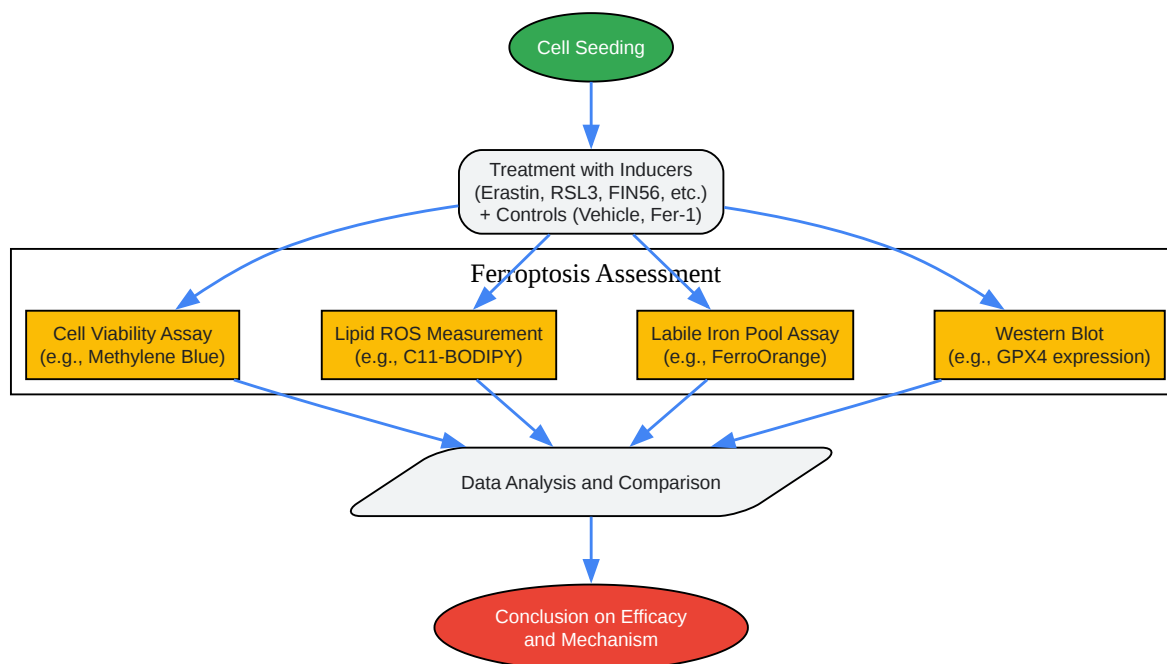 Cell Seeding
Treatment with Inducers
(Erastin, RSL3, FIN56, etc.)
+ Controls (Vehicle, Fer-1)
Ferroptosis Assessment
Cell Viability Assay
(e.g., Methylene Blue)
Lipid ROS Measurement
(e.g., C11-BODIPY)
Labile Iron Pool Assay
(e.g., FerroOrange)
Western Blot
(e.g., GPX4 expression)
Data Analysis and Comparison
Conclusion on Efficacy
and Mechanism